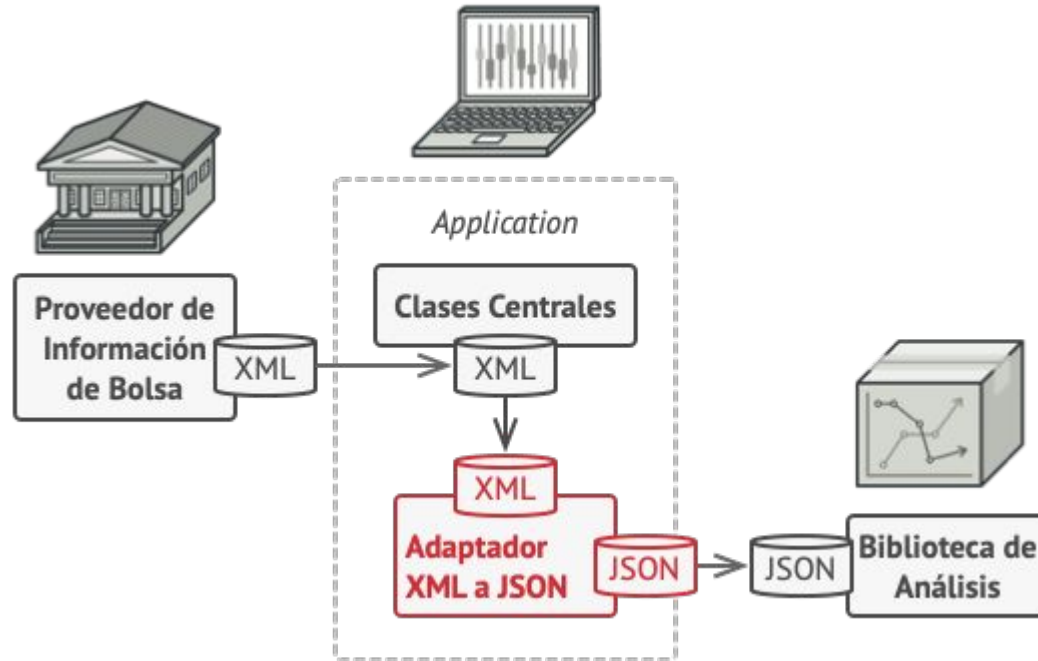 Application
Proveedor de
Información
de Bolsa
XML
Clases Centrales
XML
XML
Adaptador
XML a JSON
JSON
JSON
Biblioteca de
Análisis